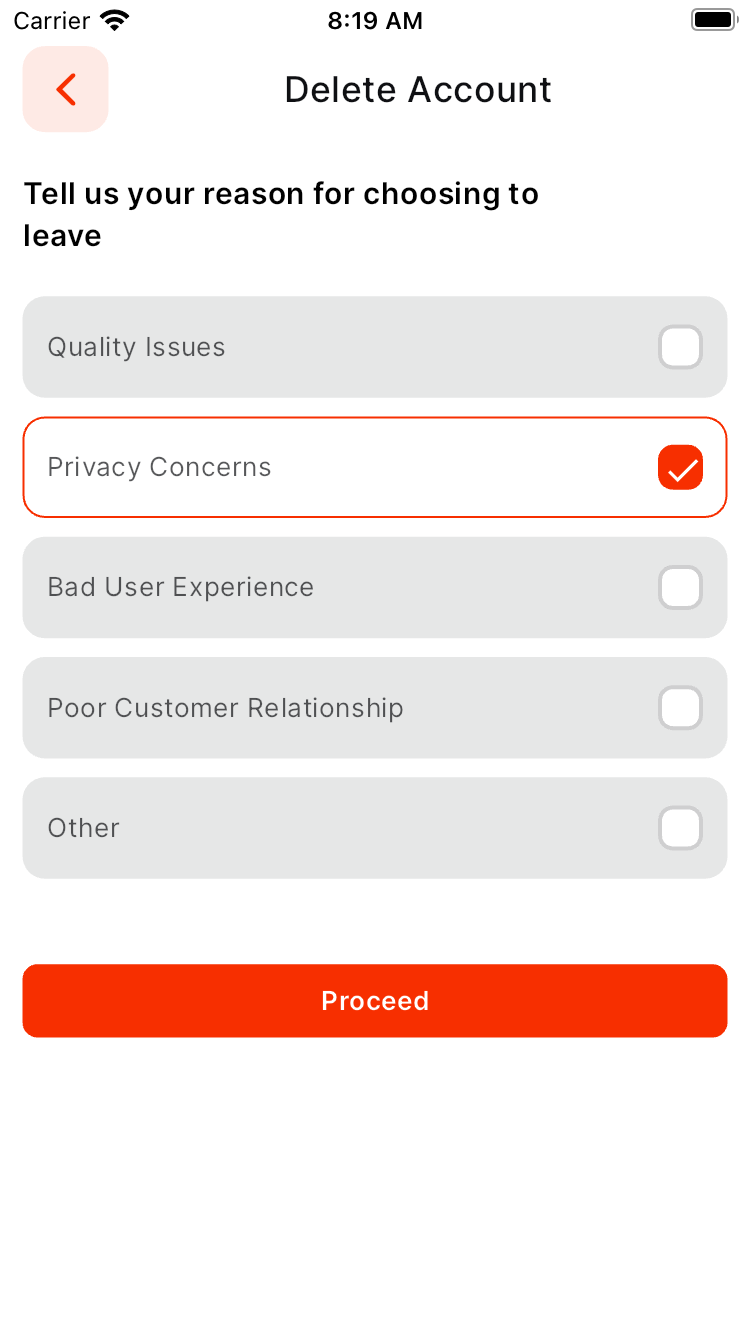 Carrier 8:19 AM
Delete Account
Tell us your reason for choosing to
leave
Quality Issues
Privacy Concerns
Bad User Experience
Poor Customer Relationship
Other
Proceed